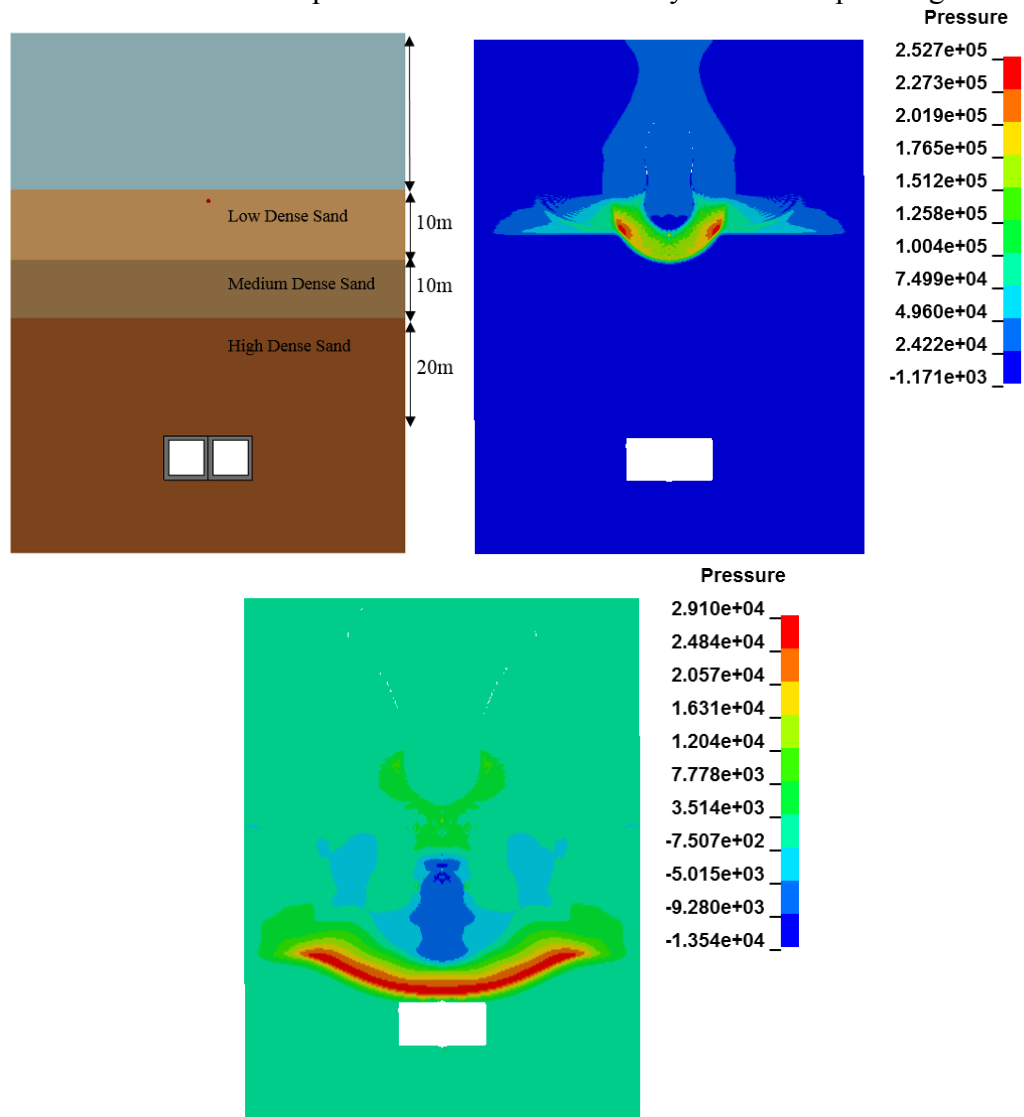 Pressure
2.527e+05
2.273e+05
2.019e+05
1.765e+05
1.512e+05
1.258e+05
1.004e+05
7.499e+04
4.960e+04
2.422e+04
-1.171e+03
Low Dense Sand
10m
Medium Dense Sand
10m
High Dense Sand
20m
Pressure
2.910e+04
2.484e+04
2.057e+04
1.631e+04
1.204e+04
7.778e+03
3.514e+03
-7.507e+02
-5.015e+03
-9.280e+03
-1.354e+04